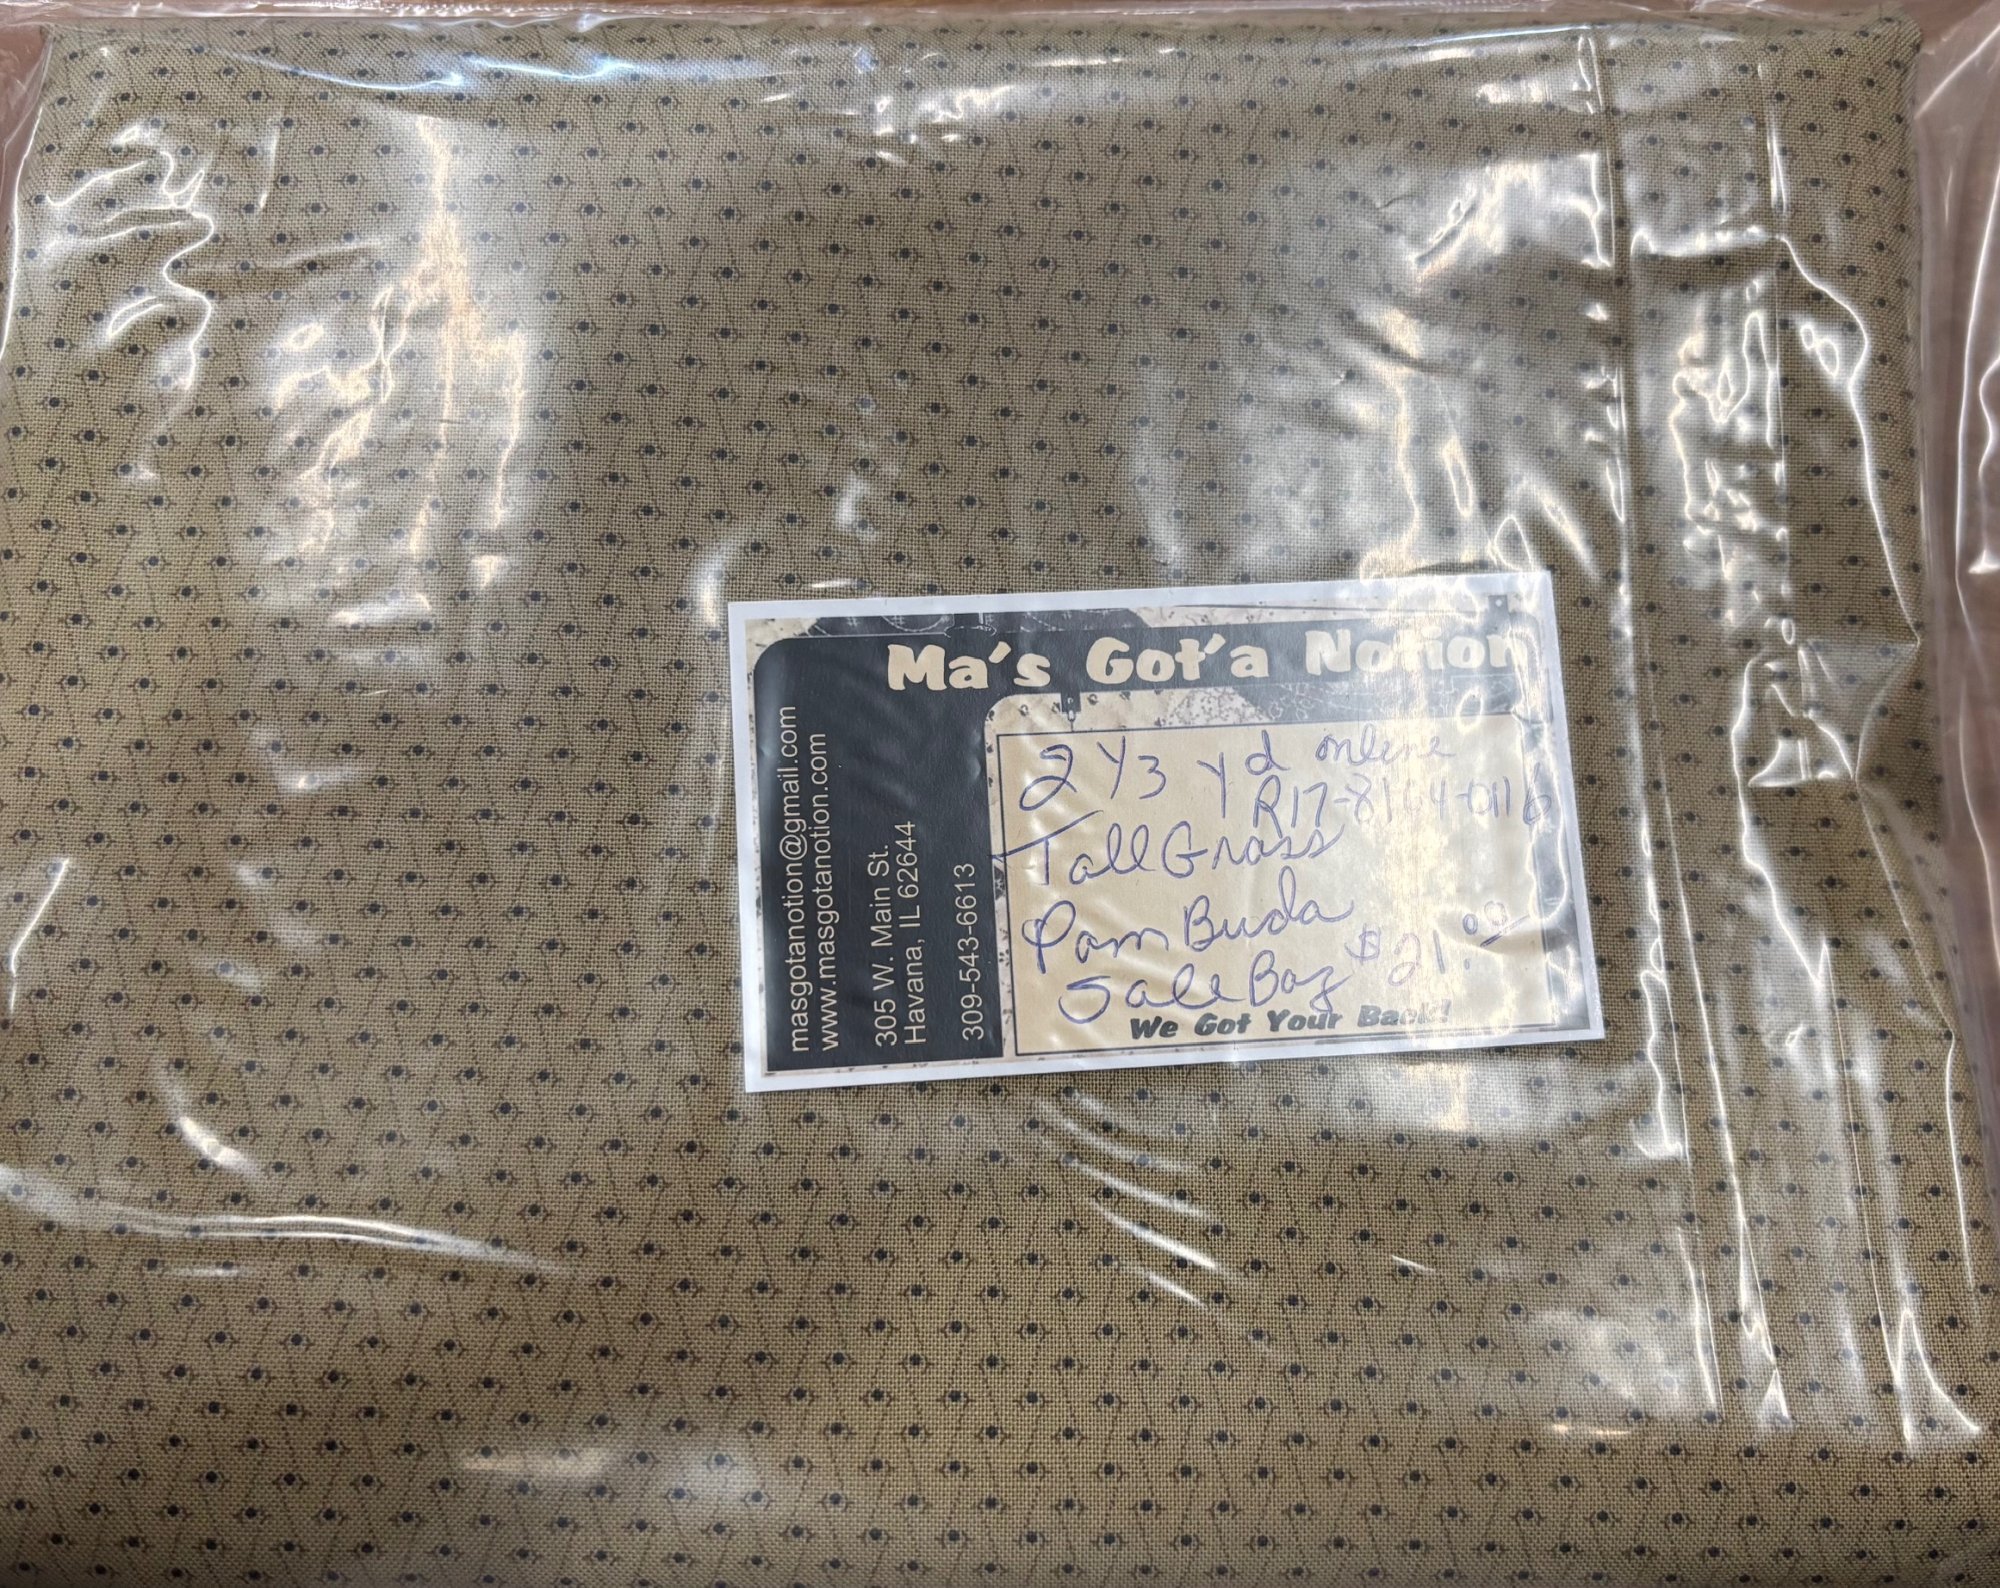 Ma's Got'a Notion
masgotanotion@gmail.com
www.masgotanotion.com
305 W. Main St.
Havana, IL 62644
309-543-6613
2 1/3 yd online
R17-8164-0116
Tall Grass
Pam Buda
Sale Bag $21.00
We Got Your Back!